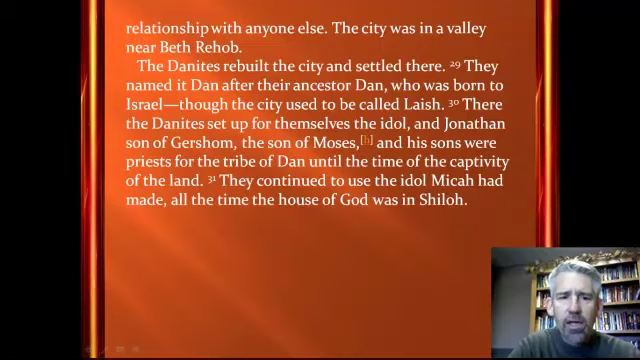 relationship with anyone else. The city was in a valley
near Beth Rehob.
The Danites rebuilt the city and settled there. 29 They
named it Dan after their ancestor Dan, who was born to
Israel—though the city used to be called Laish. 30 There
the Danites set up for themselves the idol, and Jonathan
son of Gershom, the son of Moses,[h] and his sons were
priests for the tribe of Dan until the time of the captivity
of the land. 31 They continued to use the idol Micah had
made, all the time the house of God was in Shiloh.